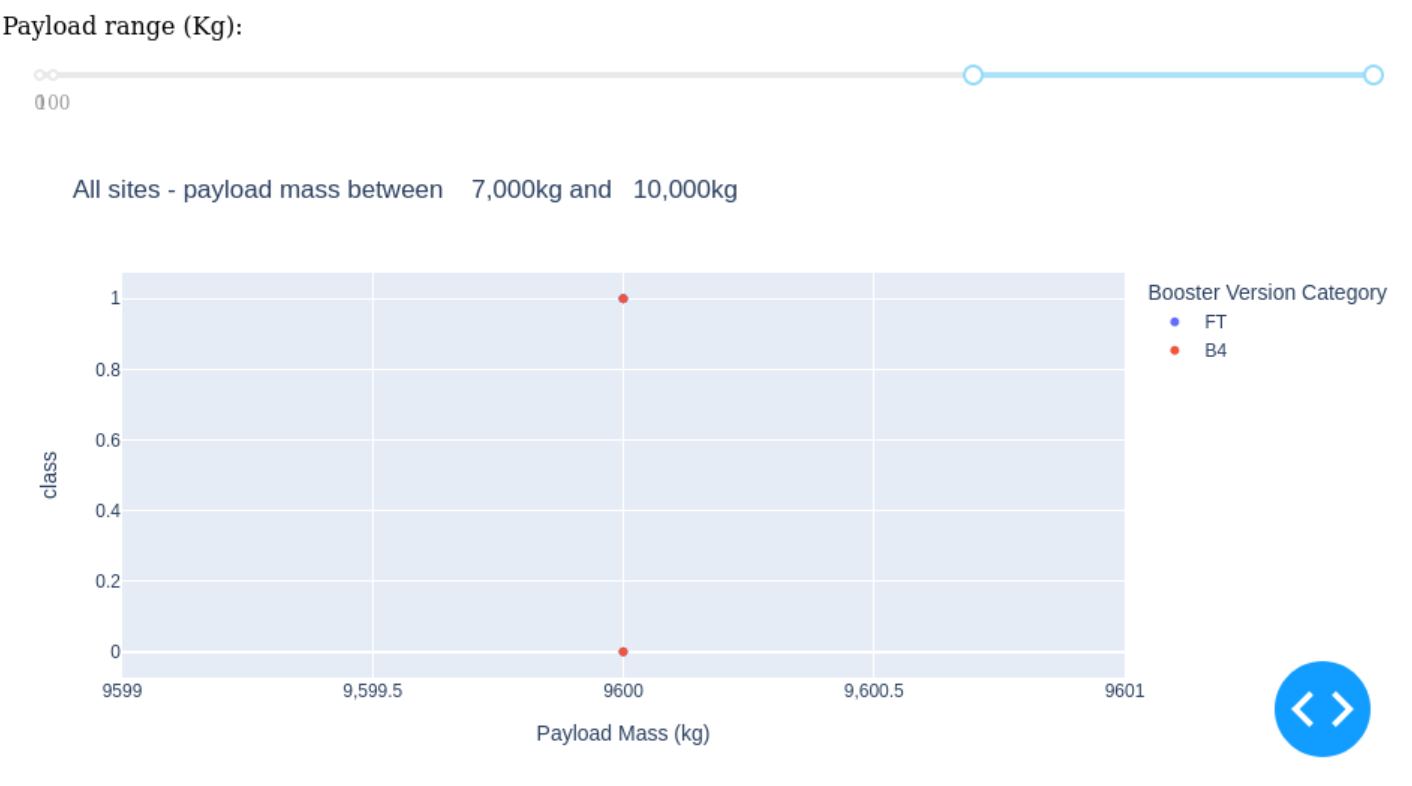 Payload range (Kg):
0 100
All sites - payload mass between 7,000kg and 10,000kg
Booster Version Category
FT
B4
class
1
0.8
0.6
0.4
0.2
0
9599 9,599.5 9600 9,600.5 9601
Payload Mass (kg)